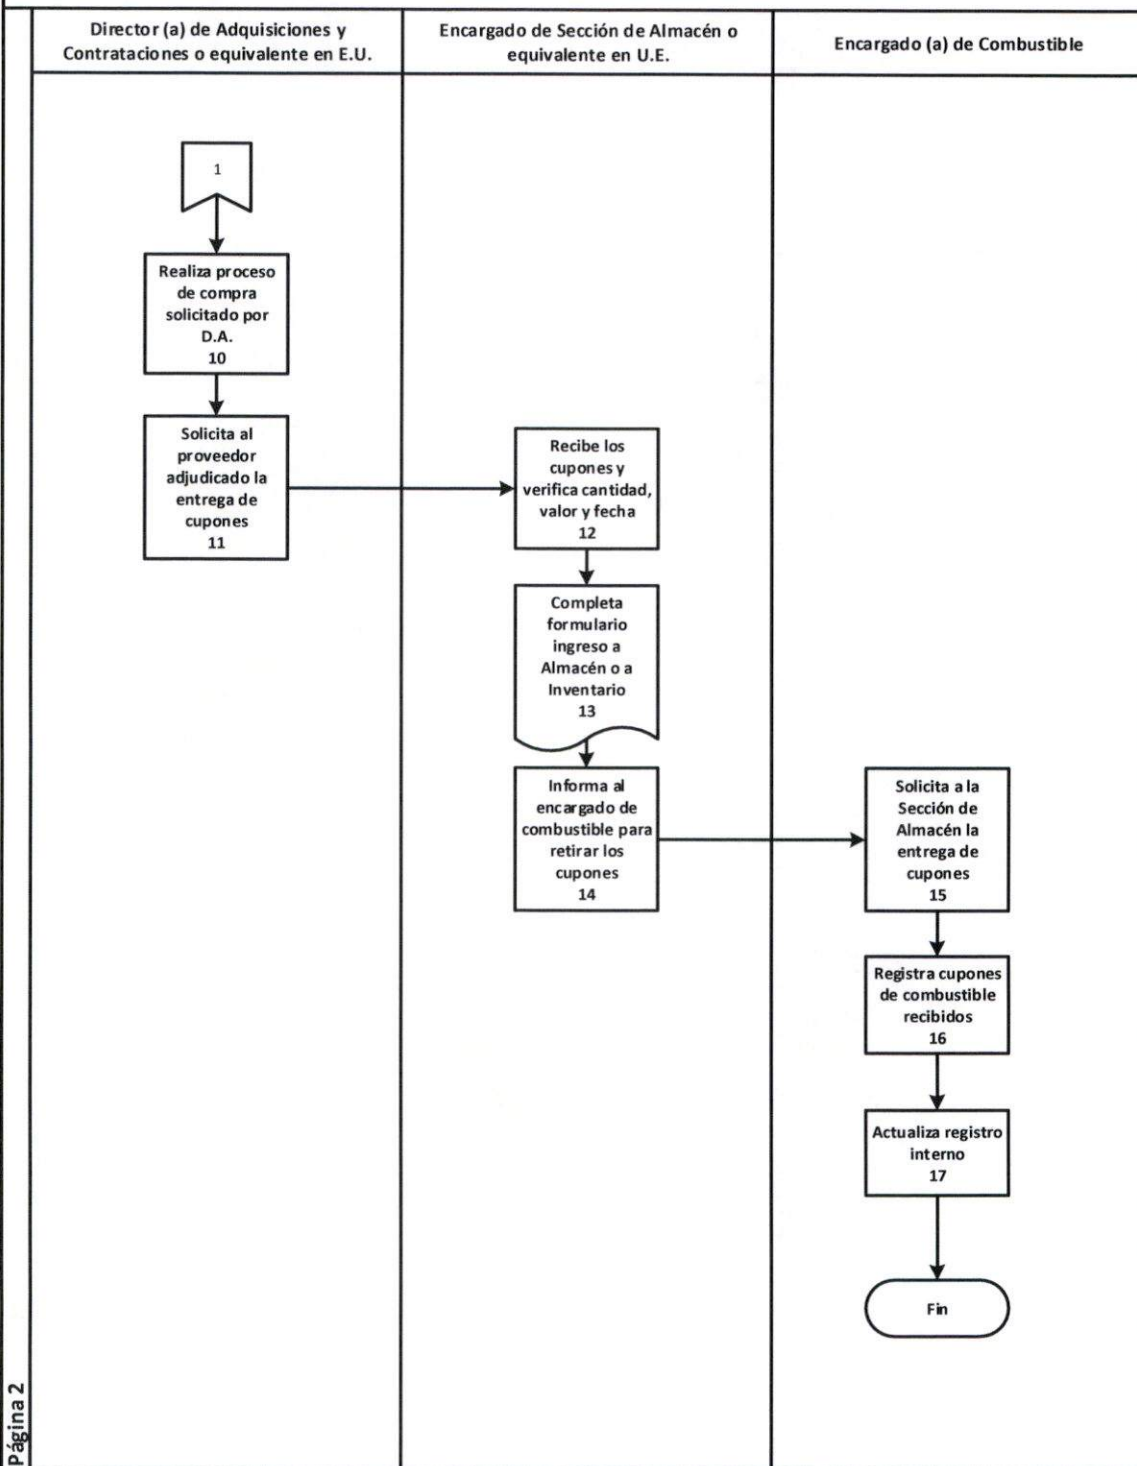 Director (a) de Adquisiciones y
Contrataciones o equivalente en E.U.
Encargado de Sección de Almacén o
equivalente en U.E.
Encargado (a) de Combustible
1
Realiza proceso
de compra
solicitado por
D.A.
10
Solicita al
proveedor
adjudicado la
entrega de
cupones
11
Recibe los
cupones y
verifica cantidad,
valor y fecha
12
Completa
formulario
ingreso a
Almacén o a
Inventario
13
Informa al
encargado de
combustible para
retirar los
cupones
14
Solicita a la
Sección de
Almacén la
entrega de
cupones
15
Registra cupones
de combustible
recibidos
16
Actualiza registro
interno
17
Fin
Página 2